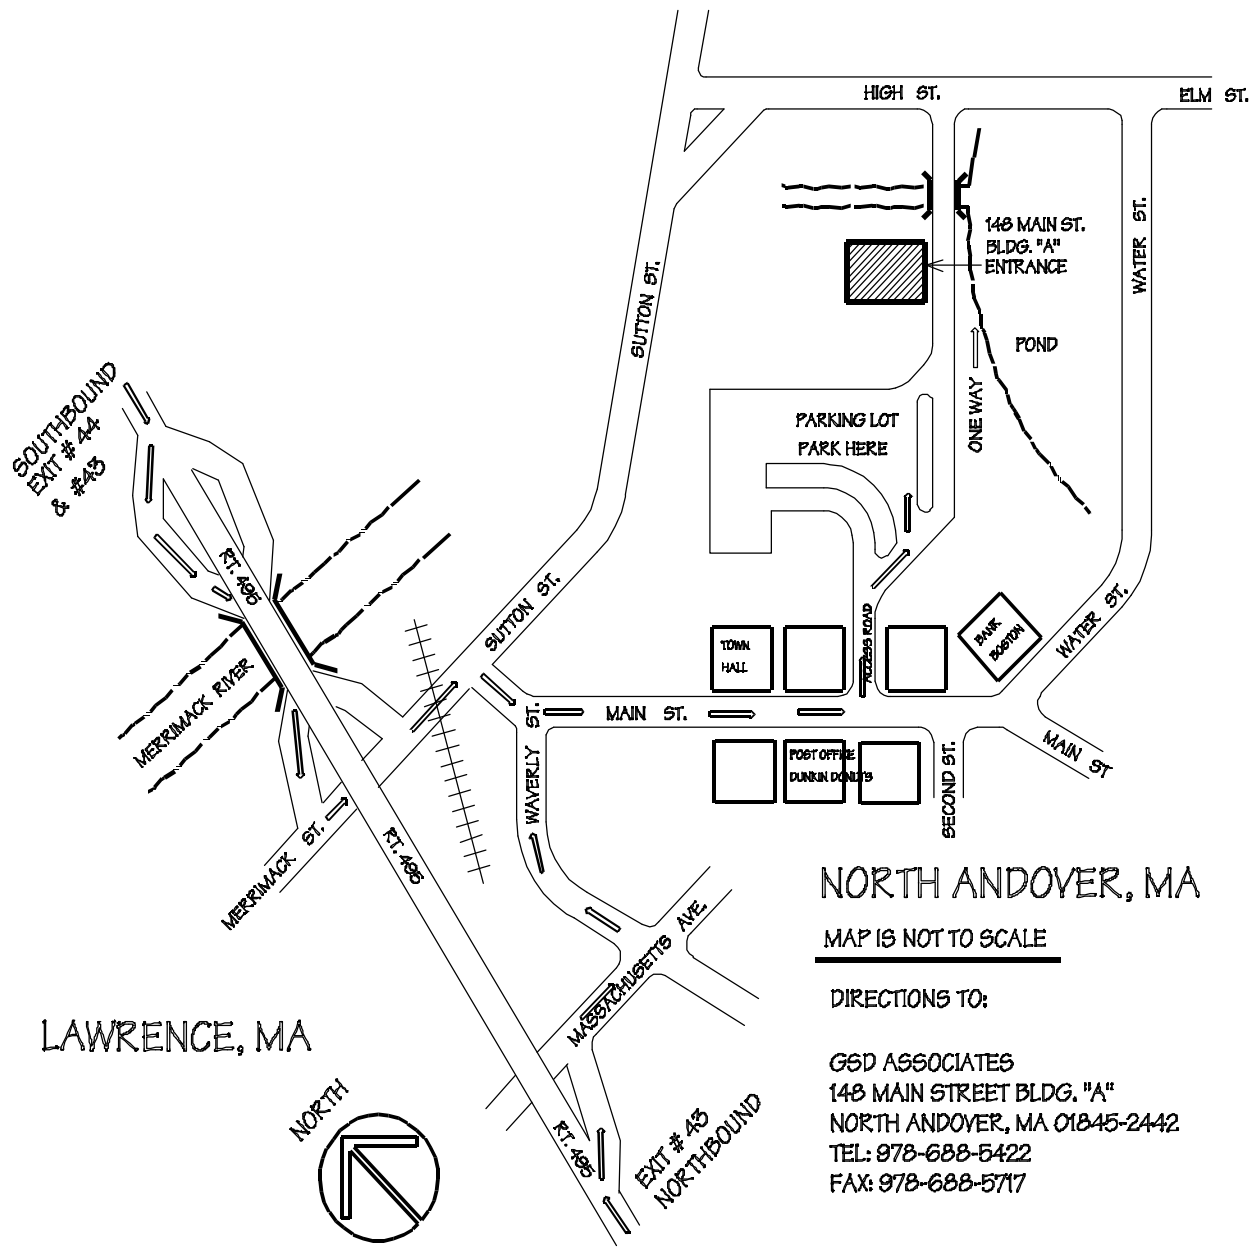 HIGH ST.
ELM ST.
148 MAIN ST.
BLDG. "A"
ENTRANCE
WATER ST.
SUTTON ST.
POND
ONE WAY
PARKING LOT
PARK HERE
SOUTHBOUND
EXIT # 44
& #43
RT. 495
MERRIMACK RIVER
SUTTON ST.
ACCESS ROAD
TOWN
HALL
BANK
BOSTON
WATER ST.
MAIN ST.
WAVERLY ST.
POST OFFICE
DUNKIN DONUTS
SECOND ST.
MAIN ST
MERRIMACK ST.
RT. 495
NORTH ANDOVER, MA
MAP IS NOT TO SCALE
MASSACHUSETTS AVE.
DIRECTIONS TO:
LAWRENCE, MA
NORTH
GSD ASSOCIATES
148 MAIN STREET BLDG. "A"
NORTH ANDOVER, MA 01845-2442
TEL: 978-688-5422
FAX: 978-688-5717
RT. 495
EXIT # 43
NORTHBOUND